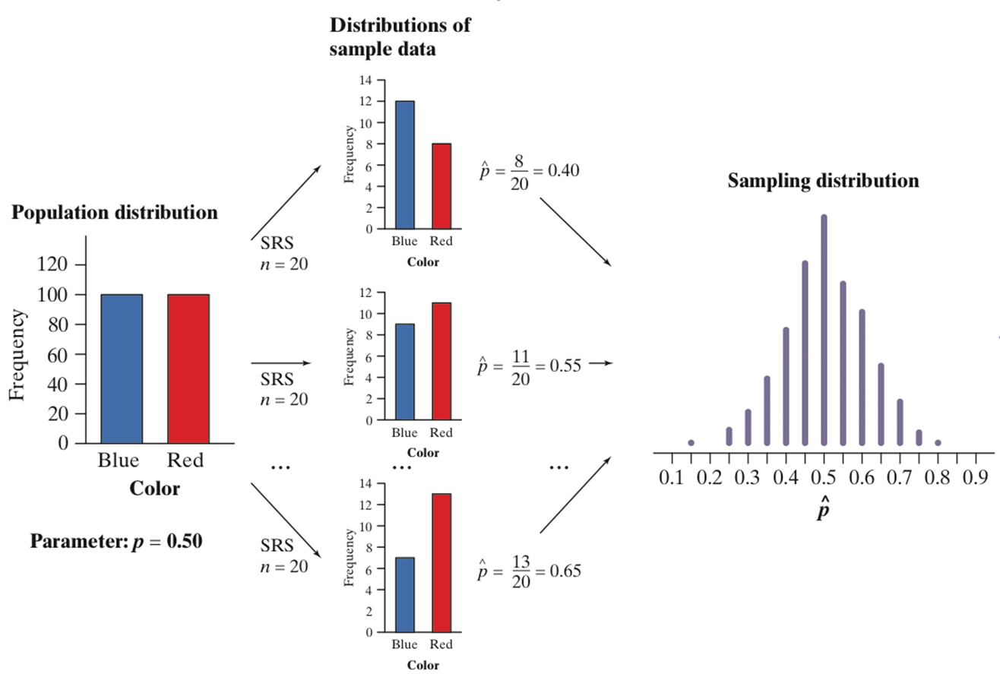 Distributions of
sample data
14
12
10
8
6
4
2
0
Frequency
Blue Red
Color
p̂ = 8/20 = 0.40
Sampling distribution
Population distribution
SRS
n = 20
120
100
80
60
40
20
0
Frequency
Blue Red
Color
Parameter: p = 0.50
12
10
8
6
4
2
0
Frequency
Blue Red
Color
SRS
n = 20
p̂ = 11/20 = 0.55
... ... ...
0.1 0.2 0.3 0.4 0.5 0.6 0.7 0.8 0.9
p̂
14
12
10
8
6
4
2
0
Frequency
Blue Red
Color
SRS
n = 20
p̂ = 13/20 = 0.65